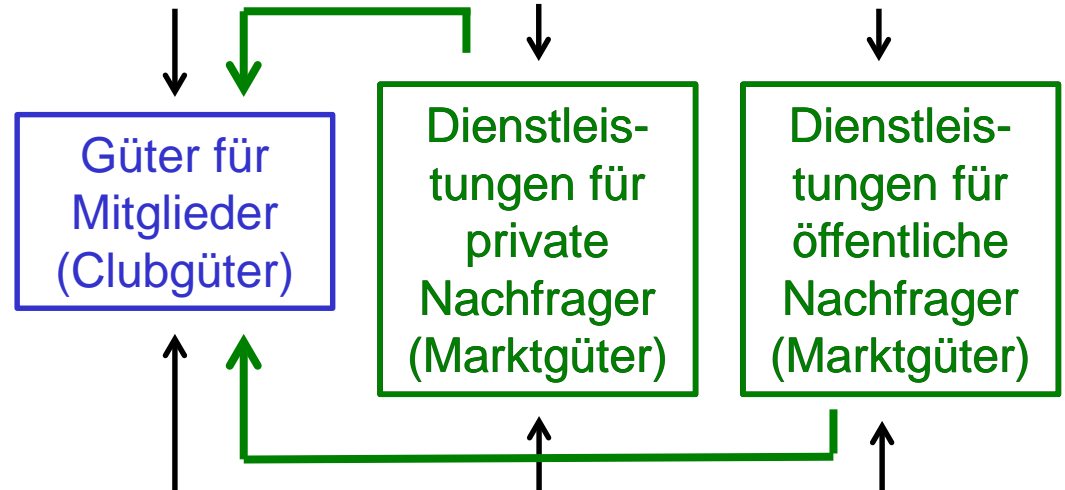 Güter für
Mitglieder
(Clubgüter)
Dienstleis-
tungen für
private
Nachfrager
(Marktgüter)
Dienstleis-
tungen für
öffentliche
Nachfrager
(Marktgüter)